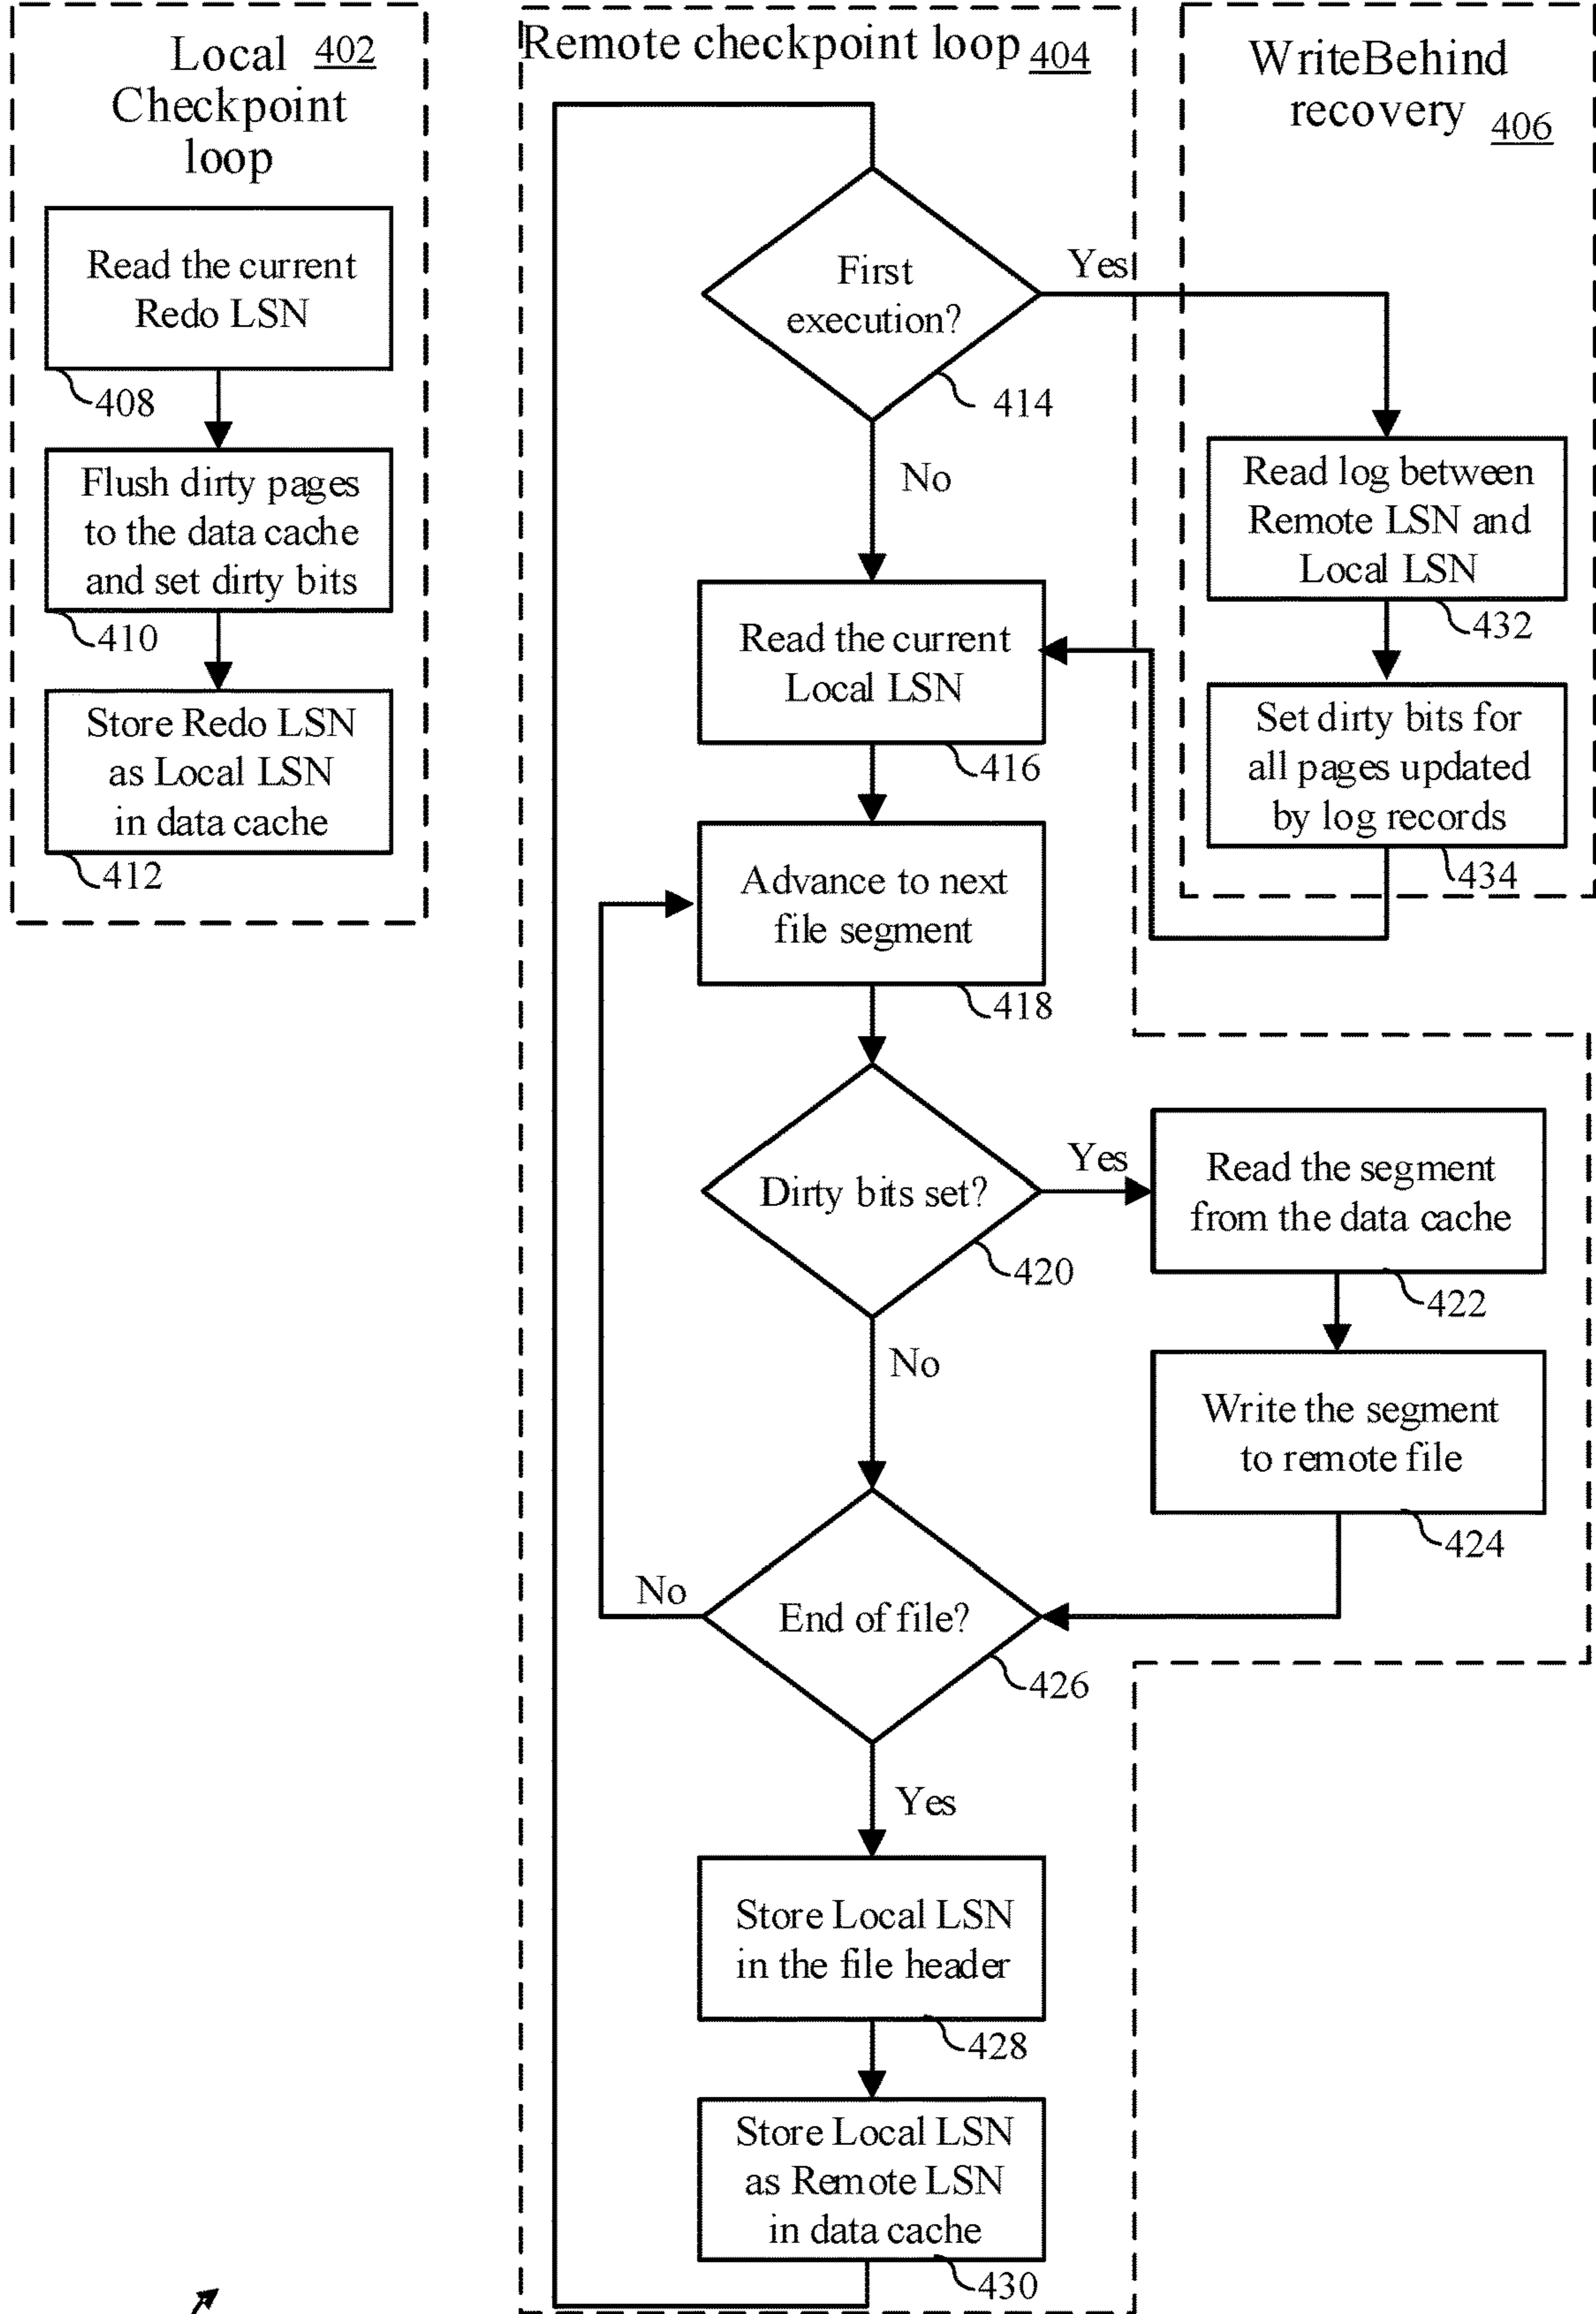 Local 402
Checkpoint
loop
Read the current
Redo LSN
408
Flush dirty pages
to the data cache
and set dirty bits
410
Store Redo LSN
as Local LSN
in data cache
412
Remote checkpoint loop 404
First
execution?
414
Yes
No
Read the current
Local LSN
416
Advance to next
file segment
418
Dirty bits set?
420
Yes
No
Read the segment
from the data cache
422
Write the segment
to remote file
424
End of file?
426
No
Yes
Store Local LSN
in the file header
428
Store Local LSN
as Remote LSN
in data cache
430
WriteBehind
recovery 406
Read log between
Remote LSN and
Local LSN
432
Set dirty bits for
all pages updated
by log records
434